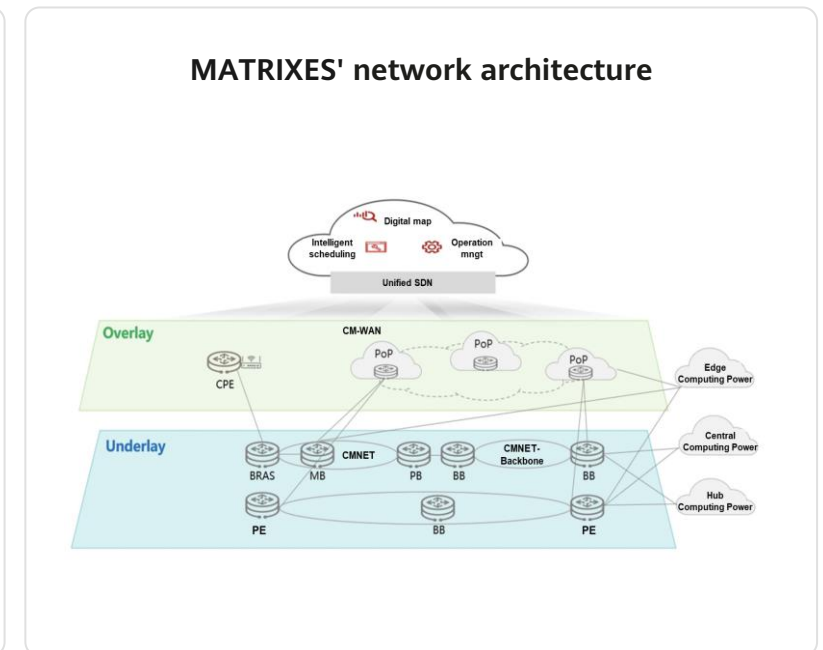 MATRIXES' network architecture
Digital map
Intelligent
scheduling
Operation
mngt
Unified SDN
Overlay
CM-WAN
PoP
PoP
PoP
CPE
Edge
Computing Power
Underlay
BRAS
MB
CMNET
PB
BB
CMNET-
Backbone
BB
Central
Computing Power
PE
BB
PE
Hub
Computing Power